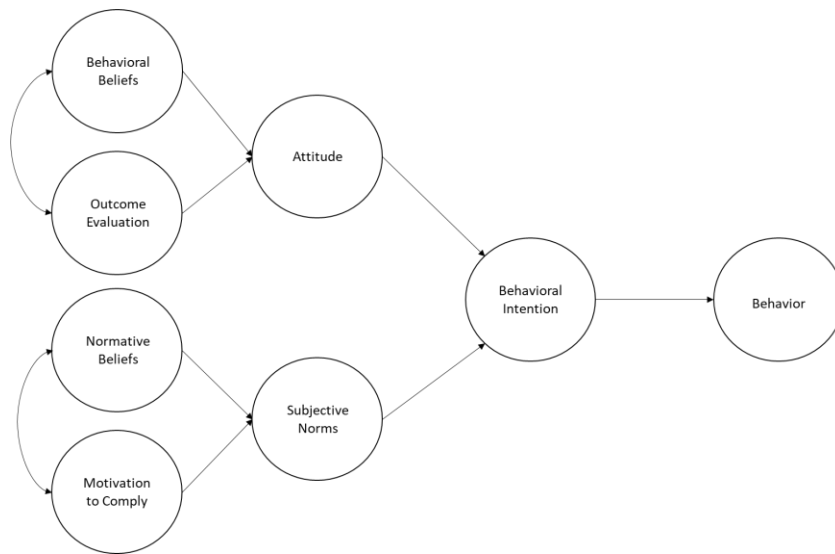 Behavioral
Beliefs
Attitude
Outcome
Evaluation
Behavioral
Intention
Behavior
Normative
Beliefs
Subjective
Norms
Motivation
to Comply